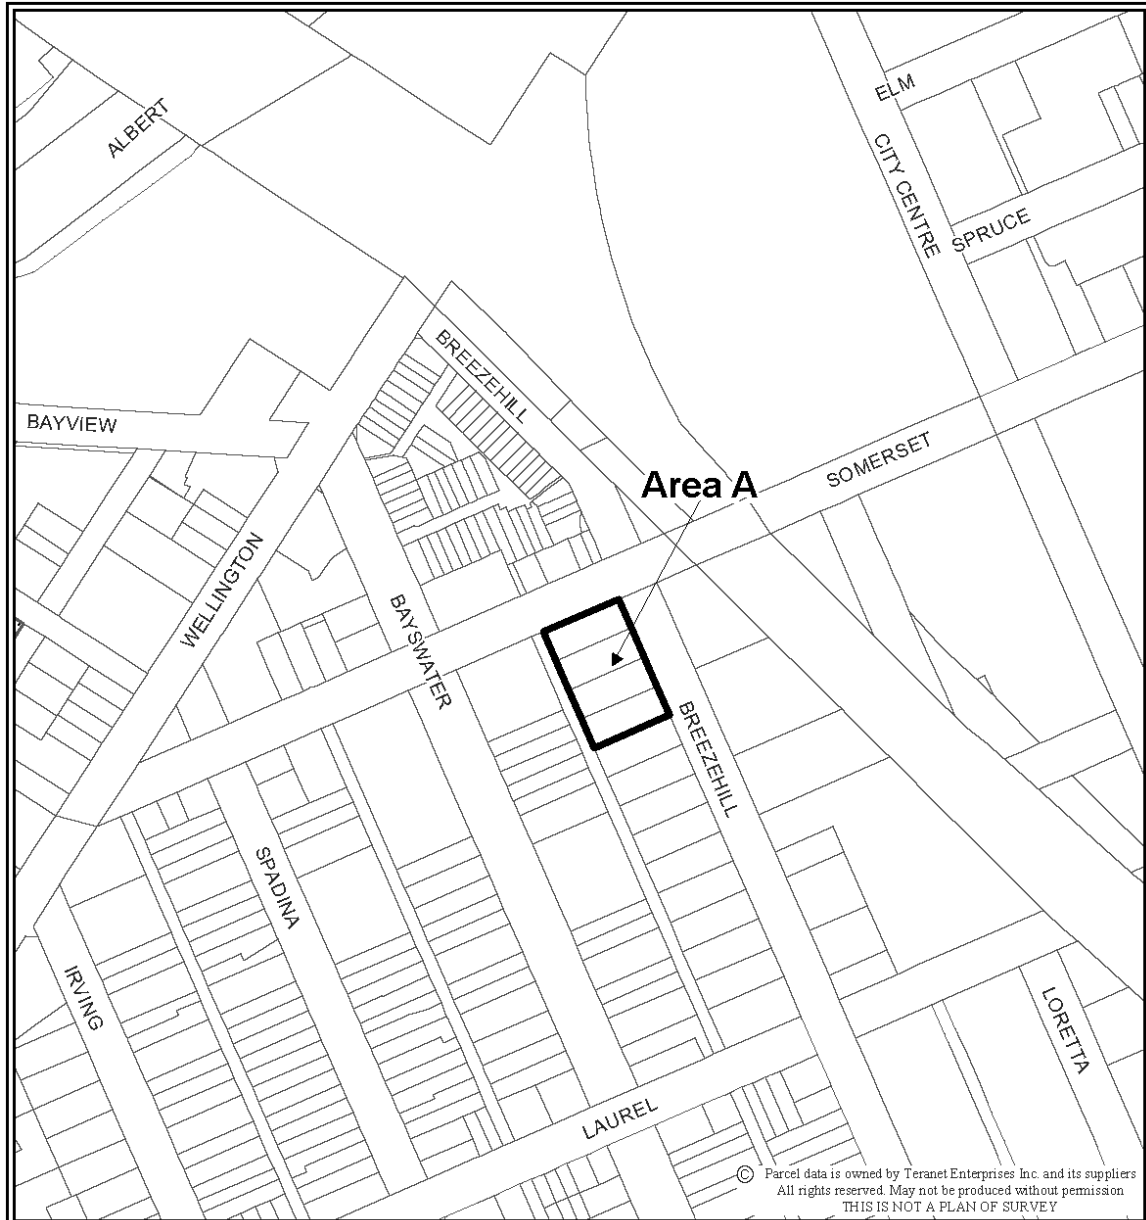 ELM
ALBERT
CITY CENTRE
SPRUCE
BREEZEHILL
BAYVIEW
SOMERSET
Area A
WELLINGTON
BAYSWATER
BREEZEHILL
SPADINA
IRVING
LORETTA
LAUREL
© Parcel data is owned by Teranet Enterprises Inc. and its suppliers
All rights reserved. May not be produced without permission
THIS IS NOT A PLAN OF SURVEY